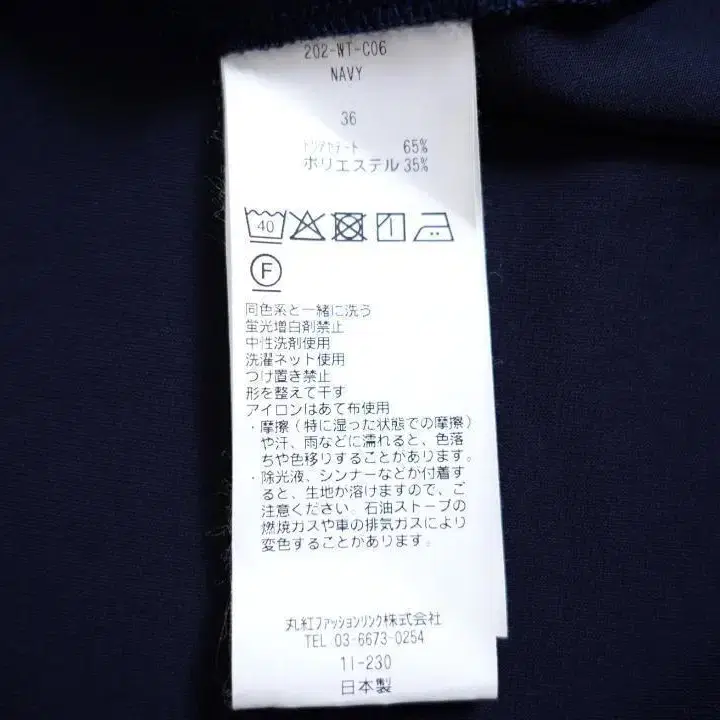 202-WT-C06
NAVY
36
トリアセテート 65%
ポリエステル 35%
40
F
同色系と一緒に洗う
蛍光増白剤禁止
中性洗剤使用
洗濯ネット使用
つけ置き禁止
形を整えて干す
アイロンはあて布使用
・摩擦(特に湿った状態での摩擦)
や汗、雨などに濡れると、色落
ちや色移りすることがあります。
・除光液、シンナーなどが付着す
ると、生地が溶けますので、ご
注意ください。石油ストーブの
燃焼ガスや車の排気ガスにより
変色することがあります。
丸紅ファッションリンク株式会社
TEL 03-6673-0254
11-230
日本製